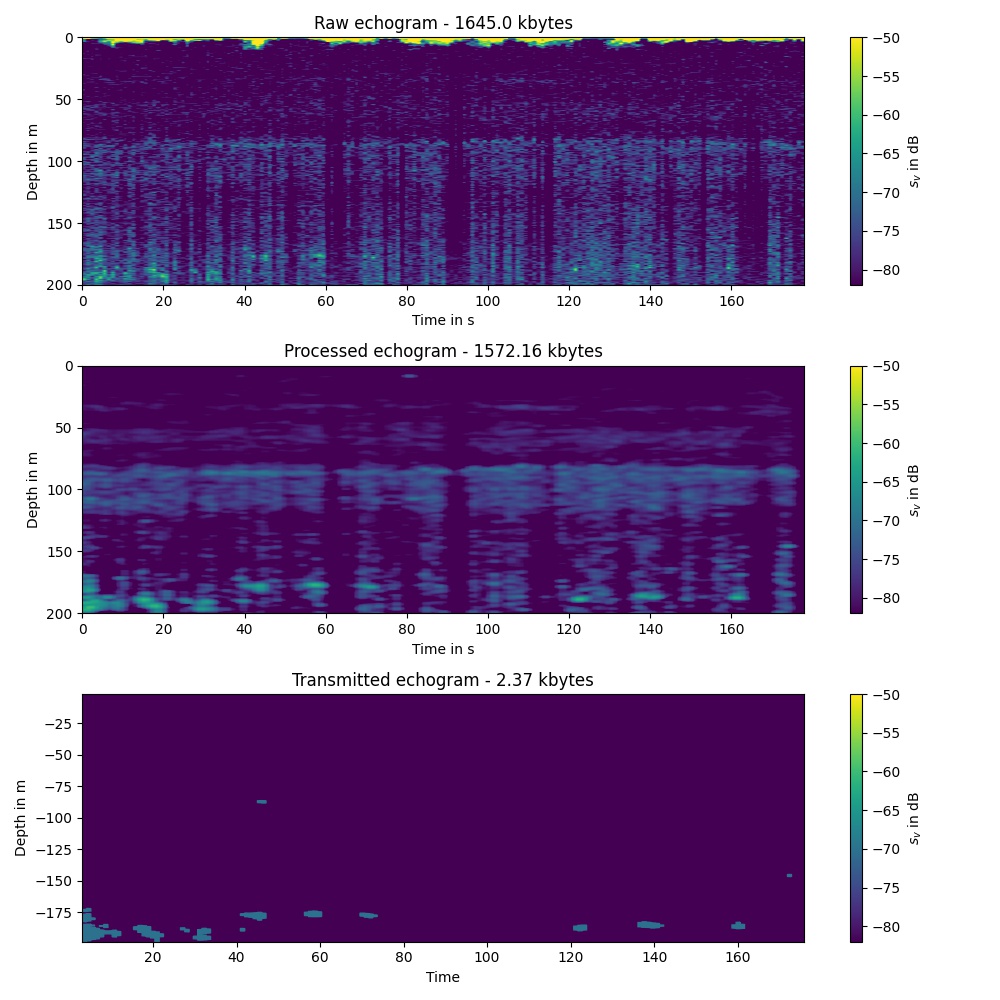 Raw echogram - 1645.0 kbytes
0
50
100
150
200
Depth in m
0 20 40 60 80 100 120 140 160
Time in s
−50
−55
−60
−65
−70
−75
−80
sv in dB
Processed echogram - 1572.16 kbytes
0
50
100
150
200
Depth in m
0 20 40 60 80 100 120 140 160
Time in s
−50
−55
−60
−65
−70
−75
−80
sv in dB
Transmitted echogram - 2.37 kbytes
−25
−50
−75
−100
−125
−150
−175
Depth in m
20 40 60 80 100 120 140 160
Time
−50
−55
−60
−65
−70
−75
−80
sv in dB